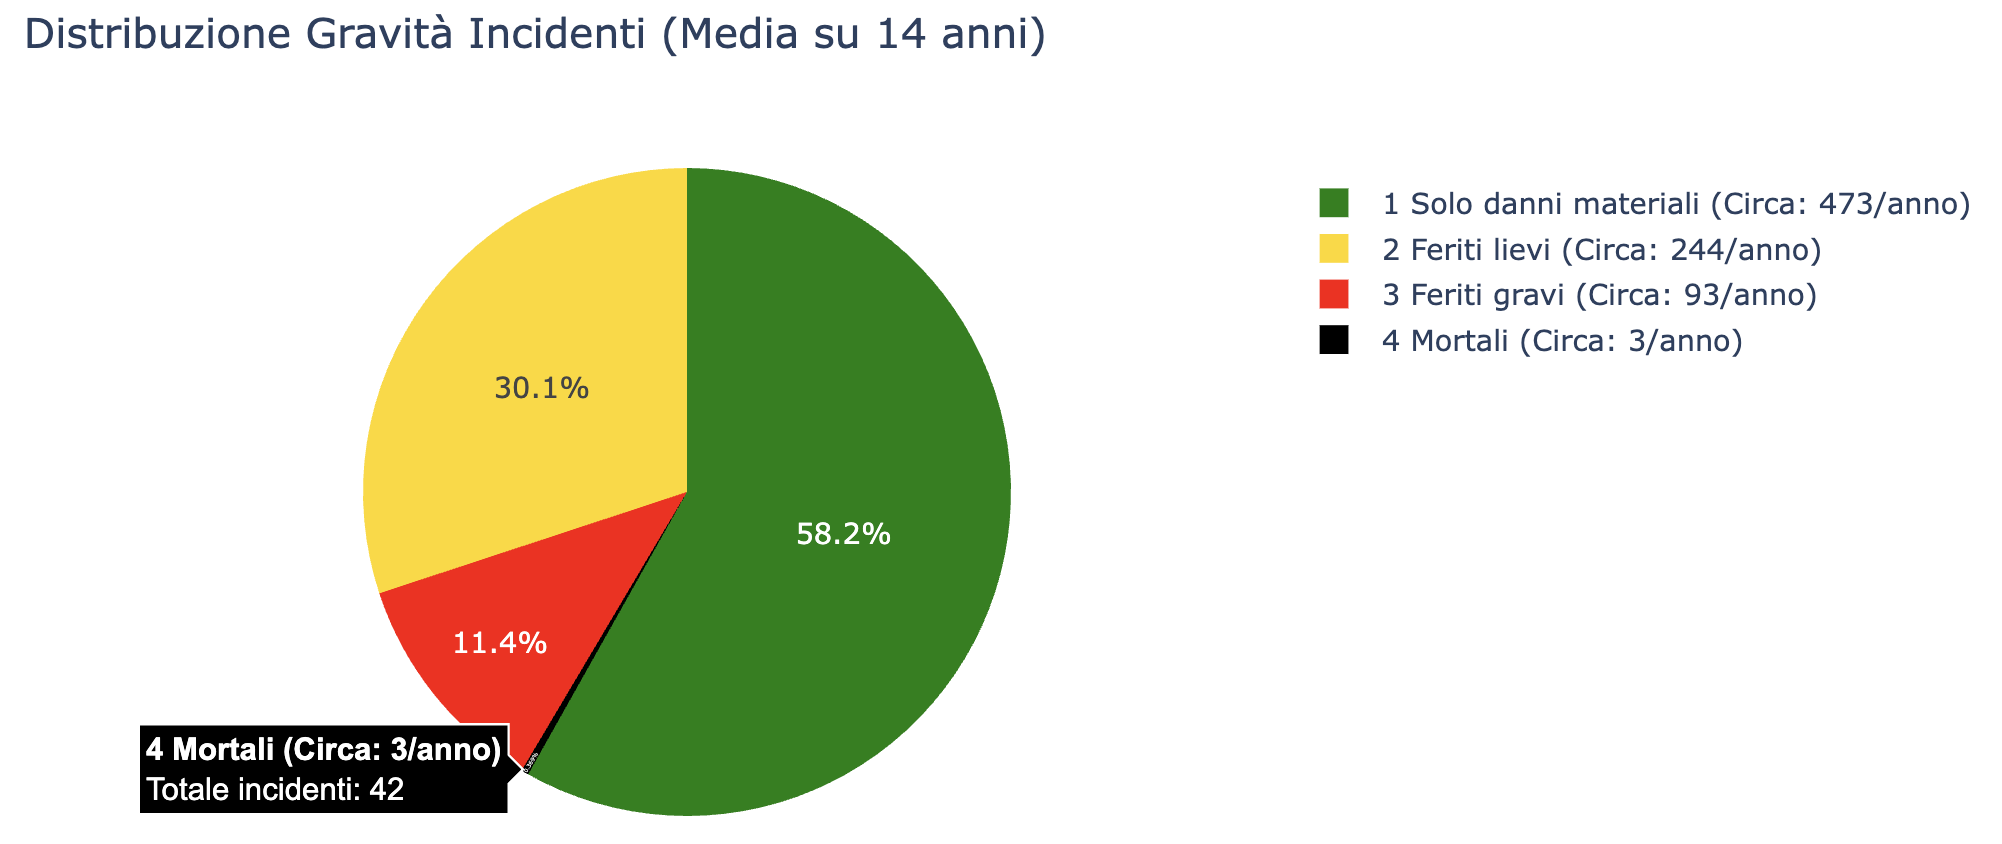 Distribuzione Gravità Incidenti (Media su 14 anni)
1 Solo danni materiali (Circa: 473/anno)
2 Feriti lievi (Circa: 244/anno)
3 Feriti gravi (Circa: 93/anno)
4 Mortali (Circa: 3/anno)
30.1%
58.2%
11.4%
4 Mortali (Circa: 3/anno)
Totale incidenti: 42